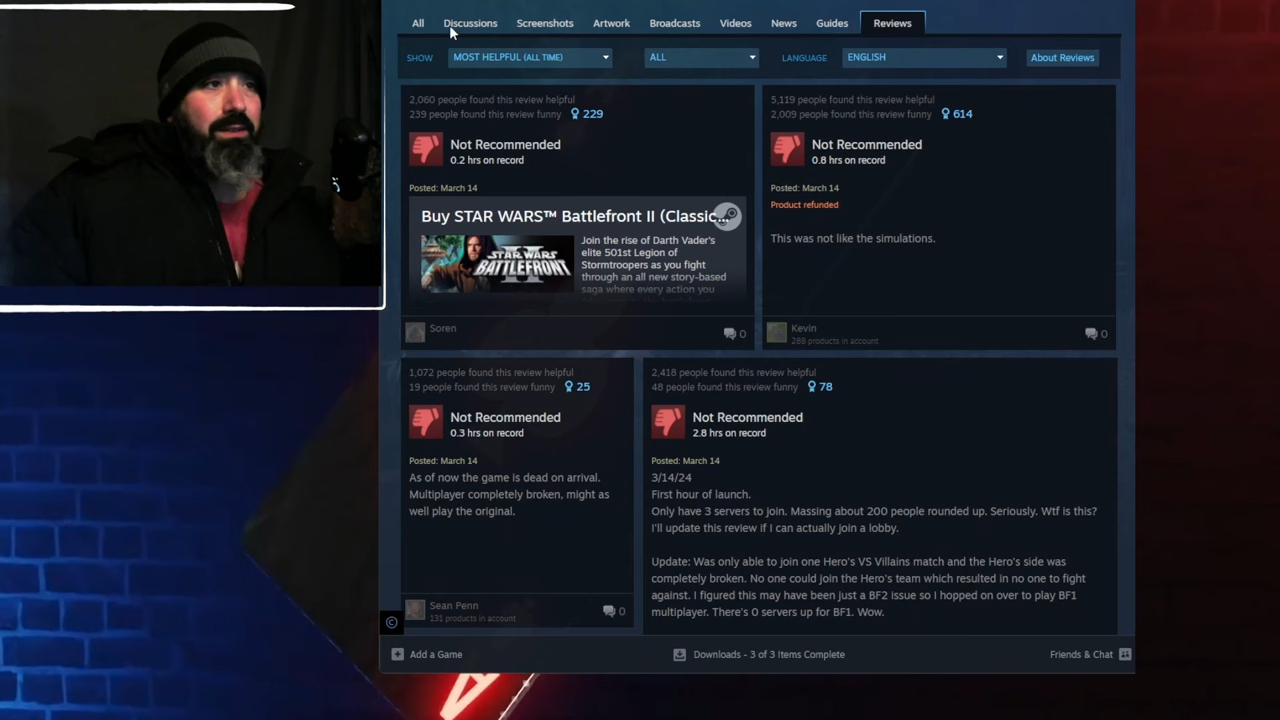 All Discussions Screenshots Artwork Broadcasts Videos News Guides Reviews
SHOW MOST HELPFUL (ALL TIME) ALL LANGUAGE ENGLISH About Reviews
2,060 people found this review helpful
239 people found this review funny 229
Not Recommended
0.2 hrs on record
Posted: March 14
Buy STAR WARS™ Battlefront II (Classic...
STAR WARS
BATTLEFRONT
II
Join the rise of Darth Vader's
elite 501st Legion of
Stormtroopers as you fight
through an all new story-based
saga where every action you
Soren
0
5,119 people found this review helpful
2,009 people found this review funny 614
Not Recommended
0.8 hrs on record
Posted: March 14
Product refunded
This was not like the simulations.
Kevin
288 products in account
0
1,072 people found this review helpful
19 people found this review funny 25
Not Recommended
0.3 hrs on record
Posted: March 14
As of now the game is dead on arrival.
Multiplayer completely broken, might as
well play the original.
Sean Penn
131 products in account
0
2,418 people found this review helpful
48 people found this review funny 78
Not Recommended
2.8 hrs on record
Posted: March 14
3/14/24
First hour of launch.
Only have 3 servers to join. Massing about 200 people rounded up. Seriously. Wtf is this?
I'll update this review if I can actually join a lobby.
Update: Was only able to join one Hero's VS Villains match and the Hero's side was
completely broken. No one could join the Hero's team which resulted in no one to fight
against. I figured this may have been just a BF2 issue so I hopped on over to play BF1
multiplayer. There's 0 servers up for BF1. Wow.
©
Add a Game Downloads - 3 of 3 Items Complete Friends & Chat